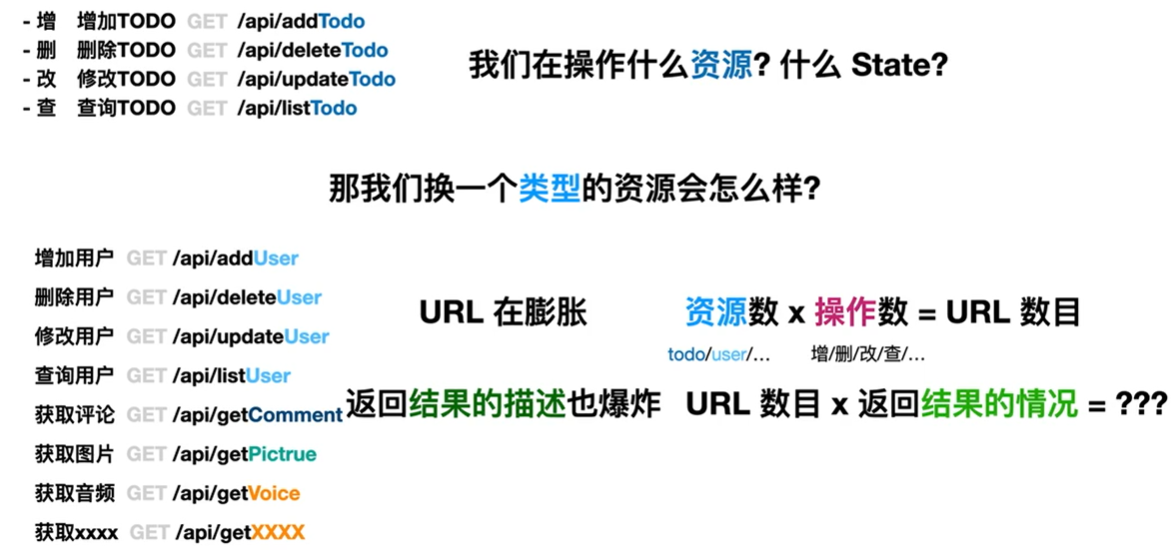 - 增 增加TODO GET /api/addTodo
- 删 删除TODO GET /api/deleteTodo
- 改 修改TODO GET /api/updateTodo
- 查 查询TODO GET /api/listTodo
我们在操作什么资源? 什么 State?
那我们换一个类型的资源会怎么样?
增加用户 GET /api/addUser
删除用户 GET /api/deleteUser
修改用户 GET /api/updateUser
查询用户 GET /api/listUser
获取评论 GET /api/getComment
获取图片 GET /api/getPictrue
获取音频 GET /api/getVoice
获取xxxx GET /api/getXXXX
URL 在膨胀
资源数 x 操作数 = URL 数目
todo/user/... 增/删/改/查/...
返回结果的描述也爆炸
URL 数目 x 返回结果的情况 = ???